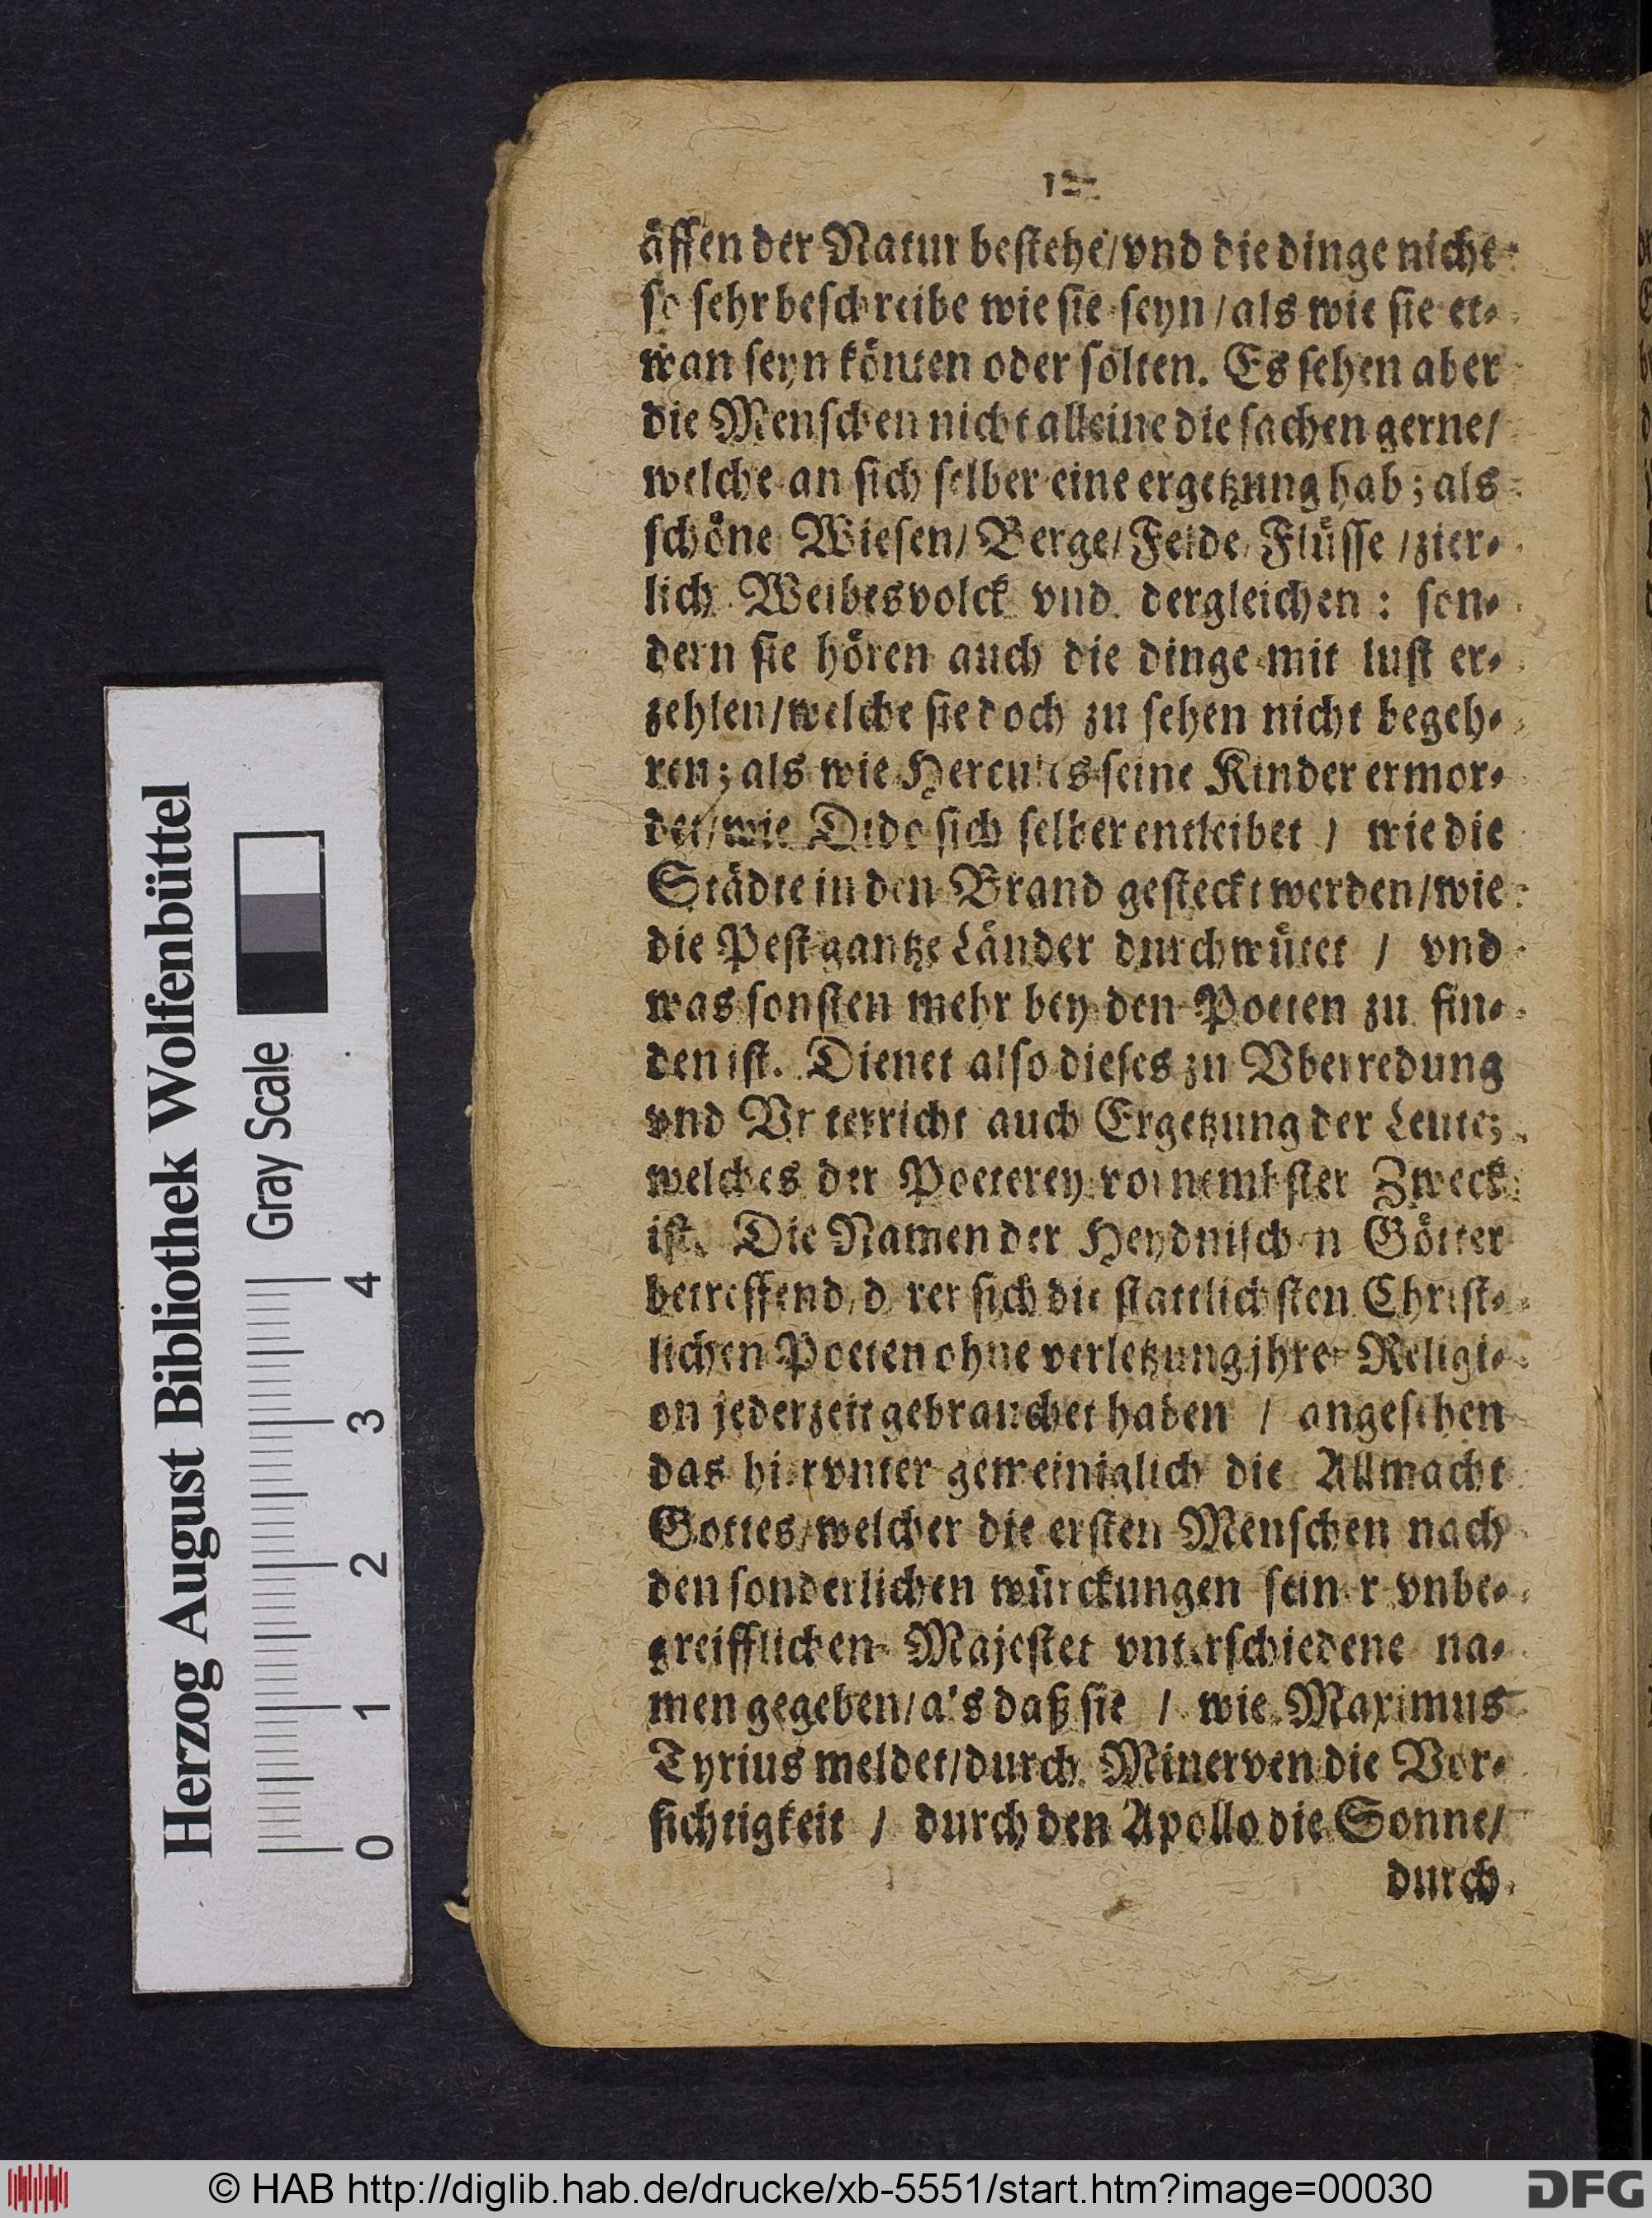 12
äffen der Natur bestehe/vnd die dinge nicht
so sehr beschreibe wie sie seyn/als wie sie et-
wan seyn könten oder solten. Es sehen aber
die Menschen nicht alleine die sachen gerne/
welche an sich selber eine ergetzung hab; als
schöne Wiesen/Berge/Felde/Flüsse/zier-
lich Weibesvolck vnd dergleichen: son-
dern sie hören auch die dinge mit lust er-
zehlen/welche sie doch zu sehen nicht begeh-
ren; als wie Hercules seine Kinder ermor-
det/wie Dido sich selber entleibet / wie die
Städte in den Brand gesteckt werden/wie
die Pest gantze Länder durchwütet / vnd
was sonsten mehr bey den Poeten zu fin-
den ist. Dienet also dieses zu Vberredung
vnd Vnterricht auch Ergetzung der Leute;
welches der Poeterey vornembster Zweck
ist. Die Namen der Heydnischen Götter
betreffend, derer sich die stattlichsten Christ-
lichen Poeten ohne verletzung jhrer Religi-
on jederzeit gebrauchet haben / angesehen
das hierunter gemeiniglich die Allmacht
Gottes/welcher die ersten Menschen nach
den sonderlichen würckungen seiner vnbe-
greifflichen Majestet vnterschiedene na-
men gegeben/als daß sie / wie Maximus
Tyrius meldet/durch Minerven die Vor-
sichtigkeit / durch den Apollo die Sonne/
durch
Herzog August Bibliothek Wolfenbüttel
Gray Scale
0 1 2 3 4
© HAB http://diglib.hab.de/drucke/xb-5551/start.htm?image=00030
DFG